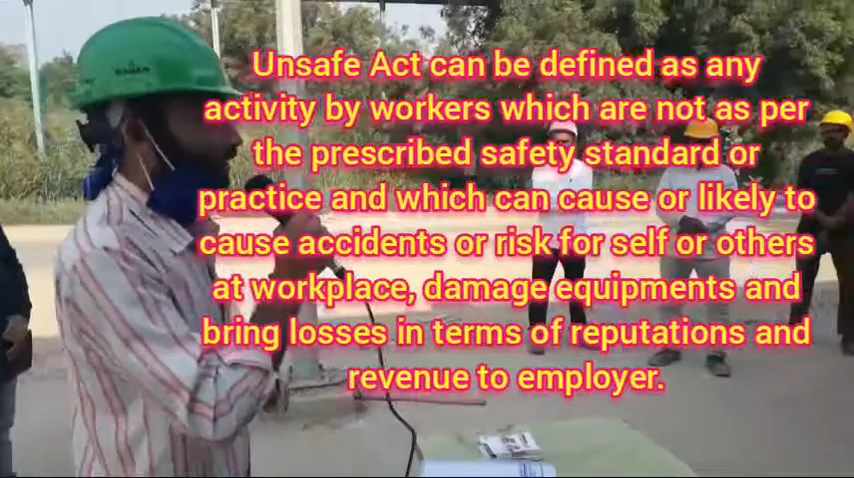 Unsafe Act can be defined as any
activity by workers which are not as per
the prescribed safety standard or
practice and which can cause or likely to
cause accidents or risk for self or others
at workplace, damage equipments and
bring losses in terms of reputations and
revenue to employer.